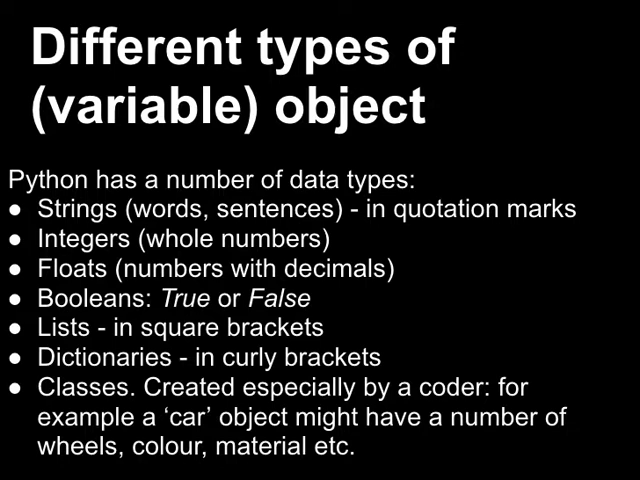 Different types of
(variable) object
Python has a number of data types:
● Strings (words, sentences) - in quotation marks
● Integers (whole numbers)
● Floats (numbers with decimals)
● Booleans: True or False
● Lists - in square brackets
● Dictionaries - in curly brackets
● Classes. Created especially by a coder: for
example a ‘car’ object might have a number of
wheels, colour, material etc.